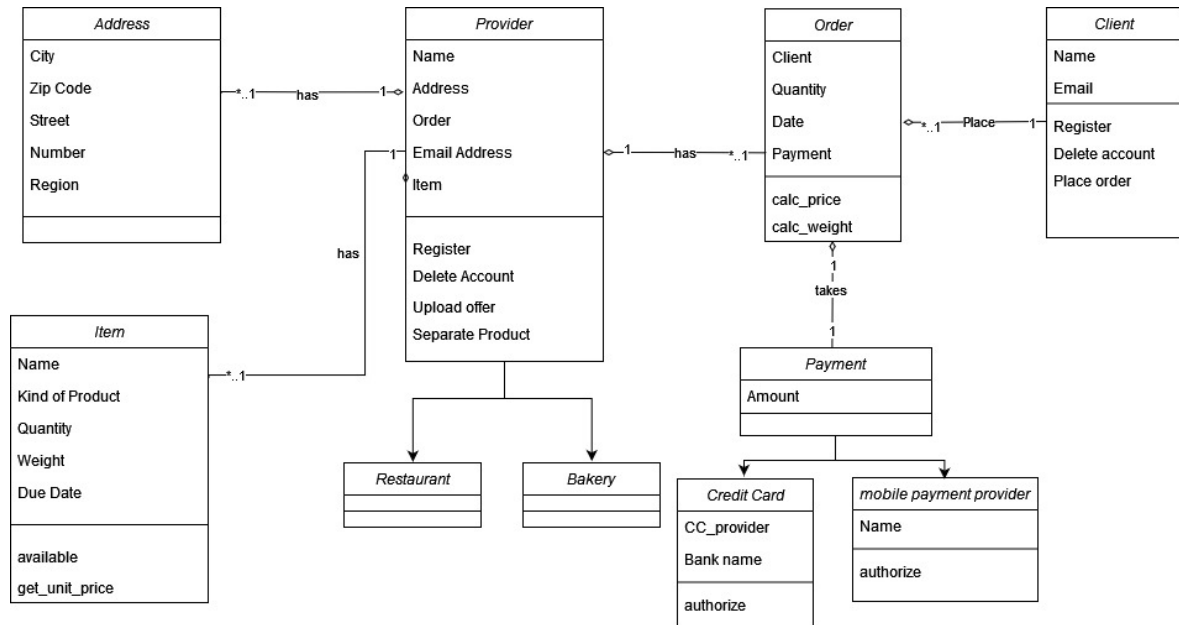 Address
City
Zip Code
Street
Number
Region
*..1
has
1
Provider
Name
Address
Order
Email Address
Item
Register
Delete Account
Upload offer
Separate Product
1
has
*..1
Order
Client
Quantity
Date
Payment
calc_price
calc_weight
*..1
Place
1
Client
Name
Email
Register
Delete account
Place order
1
has
*..1
Item
Name
Kind of Product
Quantity
Weight
Due Date
available
get_unit_price
1
takes
1
Payment
Amount
Restaurant
Bakery
Credit Card
CC_provider
Bank name
authorize
mobile payment provider
Name
authorize